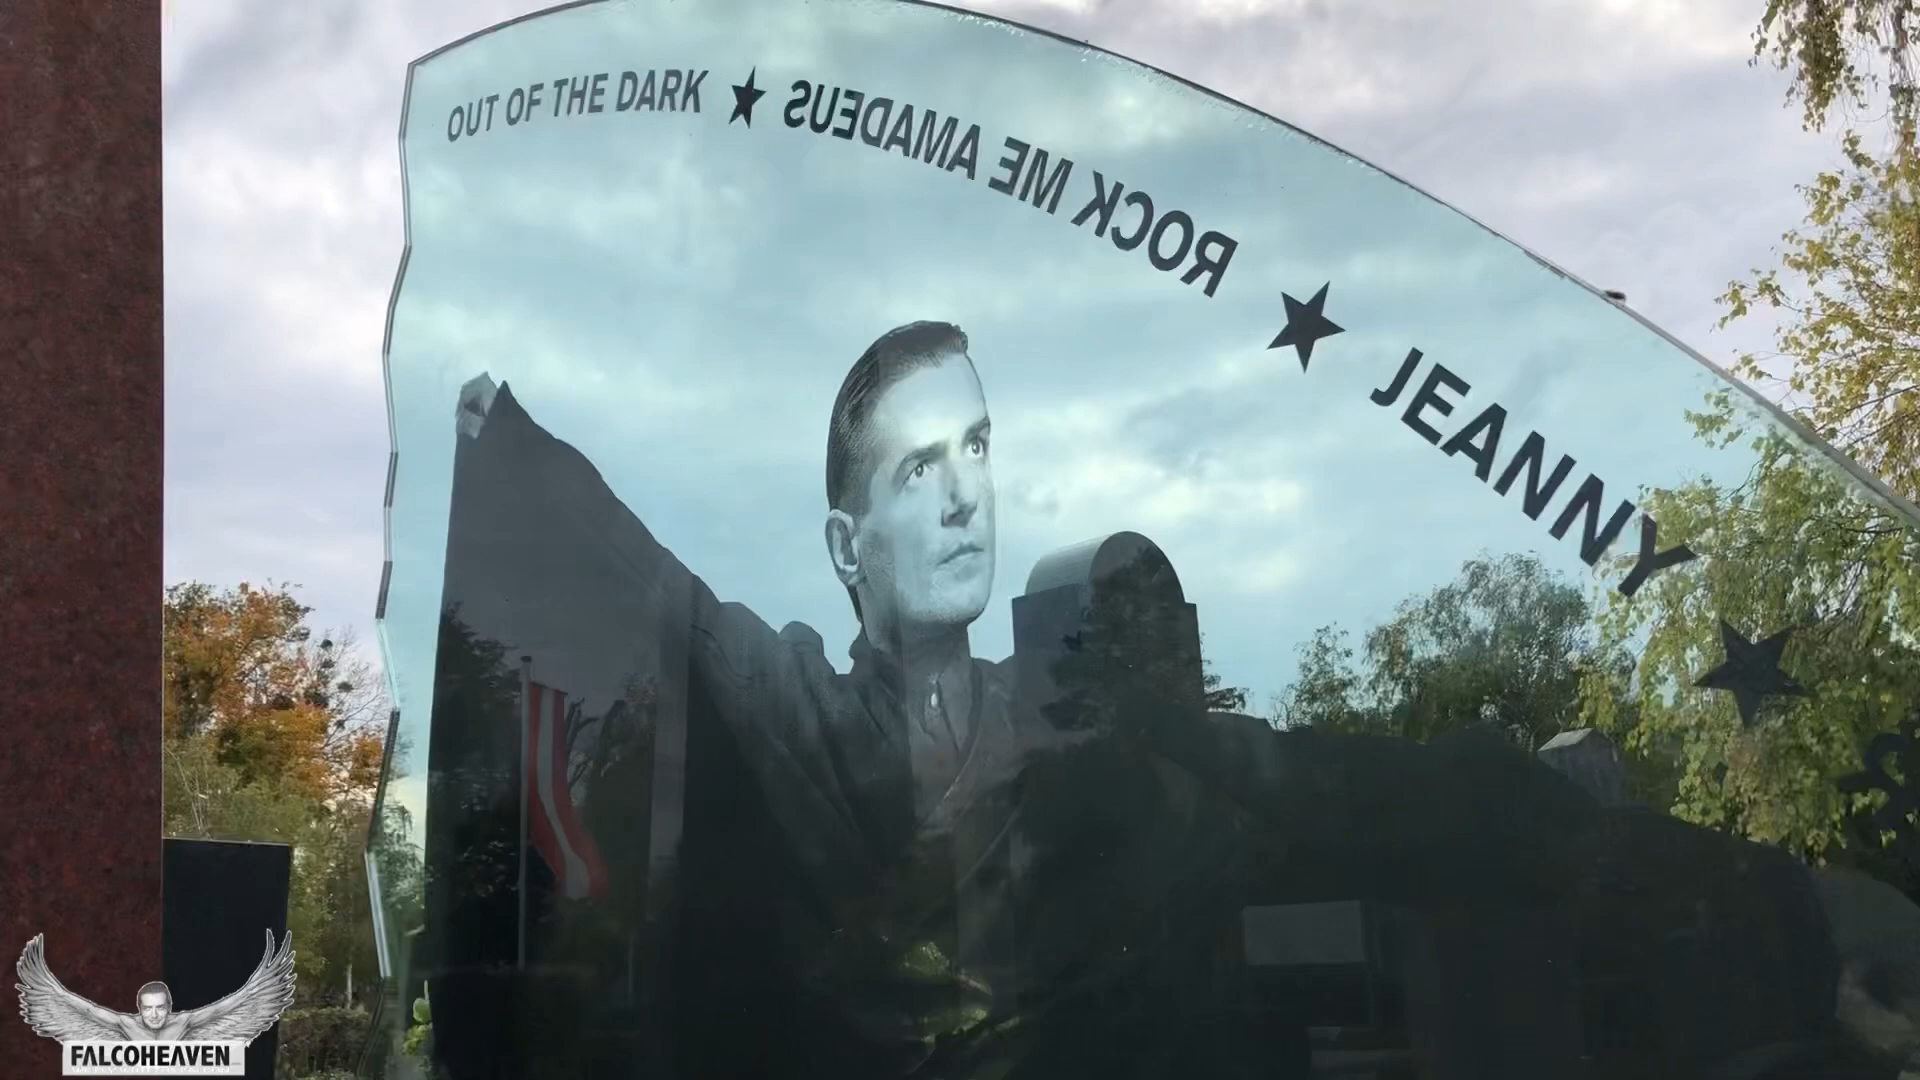 OUT OF THE DARK ★ ROCK ME AMADEUS ★ JEANNY ★
FALCOHEAVEN